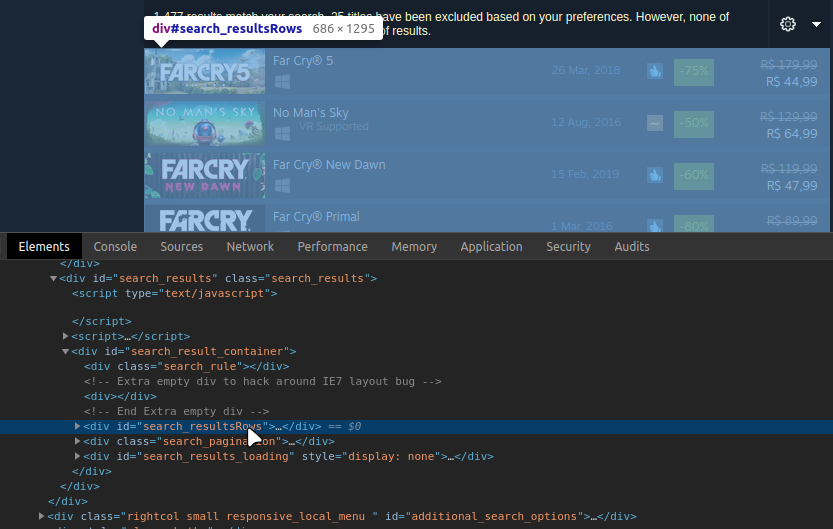 1,477 results match your search. 25 titles have been excluded based on your preferences. However, none of
of results.
div#search_resultsRows 686 × 1295
FARCRY5 Far Cry® 5 26 Mar, 2018 -75% R$ 179,99
R$ 44,99
NO MAN'S SKY No Man's Sky 12 Aug, 2016 -50% R$ 129,99
VR Supported R$ 64,99
FARCRY NEW DAWN Far Cry® New Dawn 15 Feb, 2019 -60% R$ 119,99
R$ 47,99
FARCRY Far Cry® Primal 1 Mar, 2016 -80% R$ 89,99
Elements Console Sources Network Performance Memory Application Security Audits
</div>
<div id="search_results" class="search_results">
<script type="text/javascript">
</script>
<script>…</script>
<div id="search_result_container">
<div class="search_rule"></div>
<!-- Extra empty div to hack around IE7 layout bug -->
<div></div>
<!-- End Extra empty div -->
<div id="search_resultsRows">…</div> == $0
<div class="search_pagination">…</div>
<div id="search_results_loading" style="display: none">…</div>
</div>
</div>
</div>
<div class="rightcol small responsive_local_menu " id="additional_search_options">…</div>